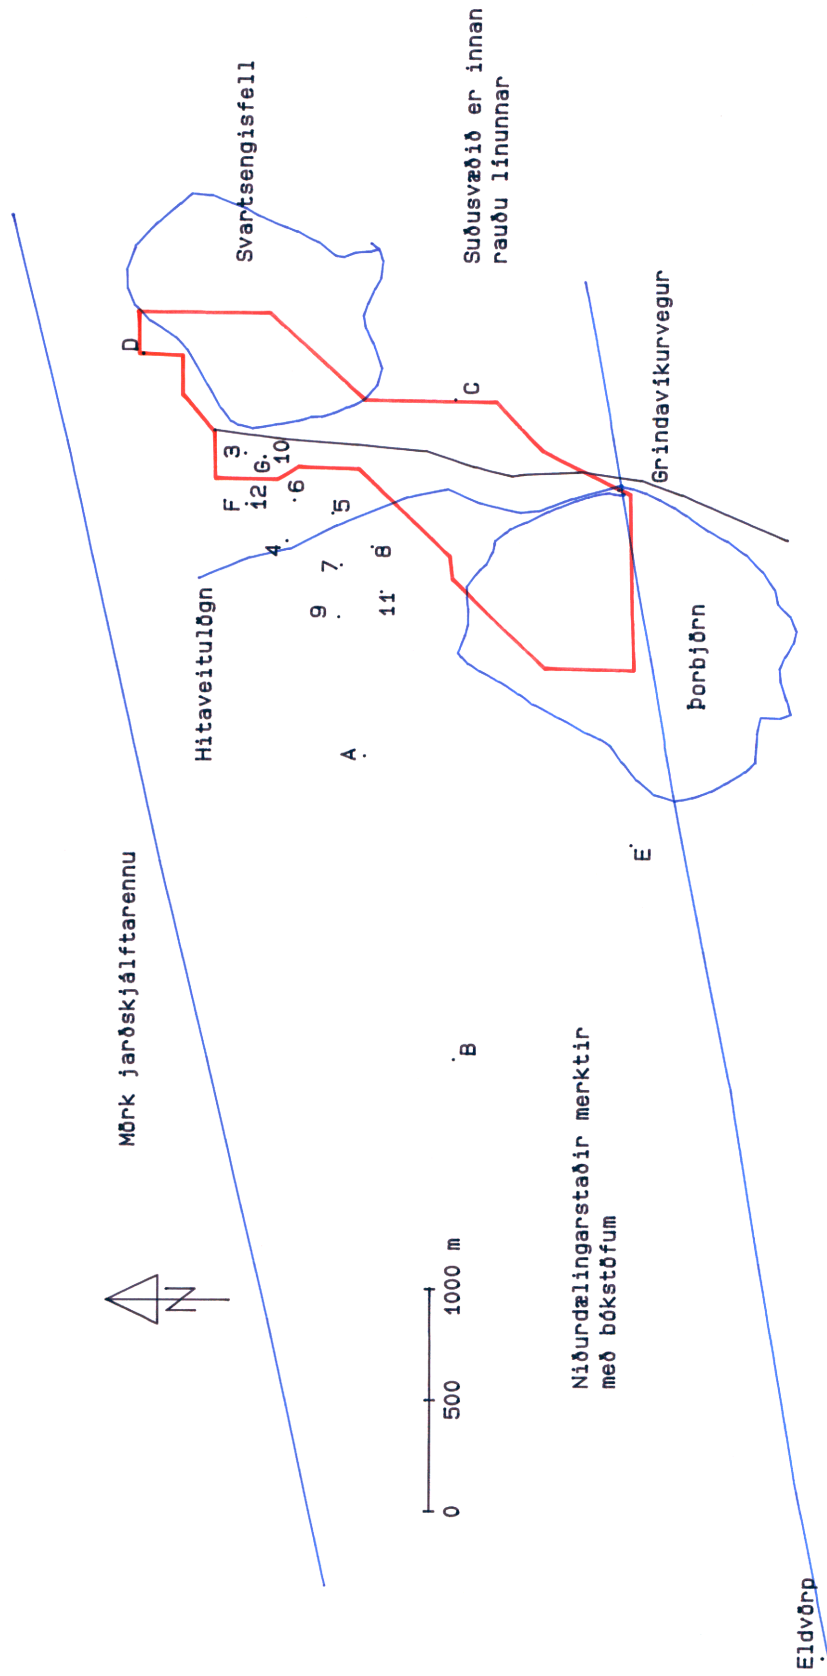 Mörk jarðskjálftarennu
Svartsengisfell
D
Hitaveitulögn
F
3
G
12
10
4
6
9
7
5
11
8
A
Suðusvæðið er innan
rauðu línunnar
C
N
B
0 500 1000 m
Grindavíkurvegur
E
Þorbjörn
Niðurdælingarstaðir merktir
með bókstöfum
Eldvörp